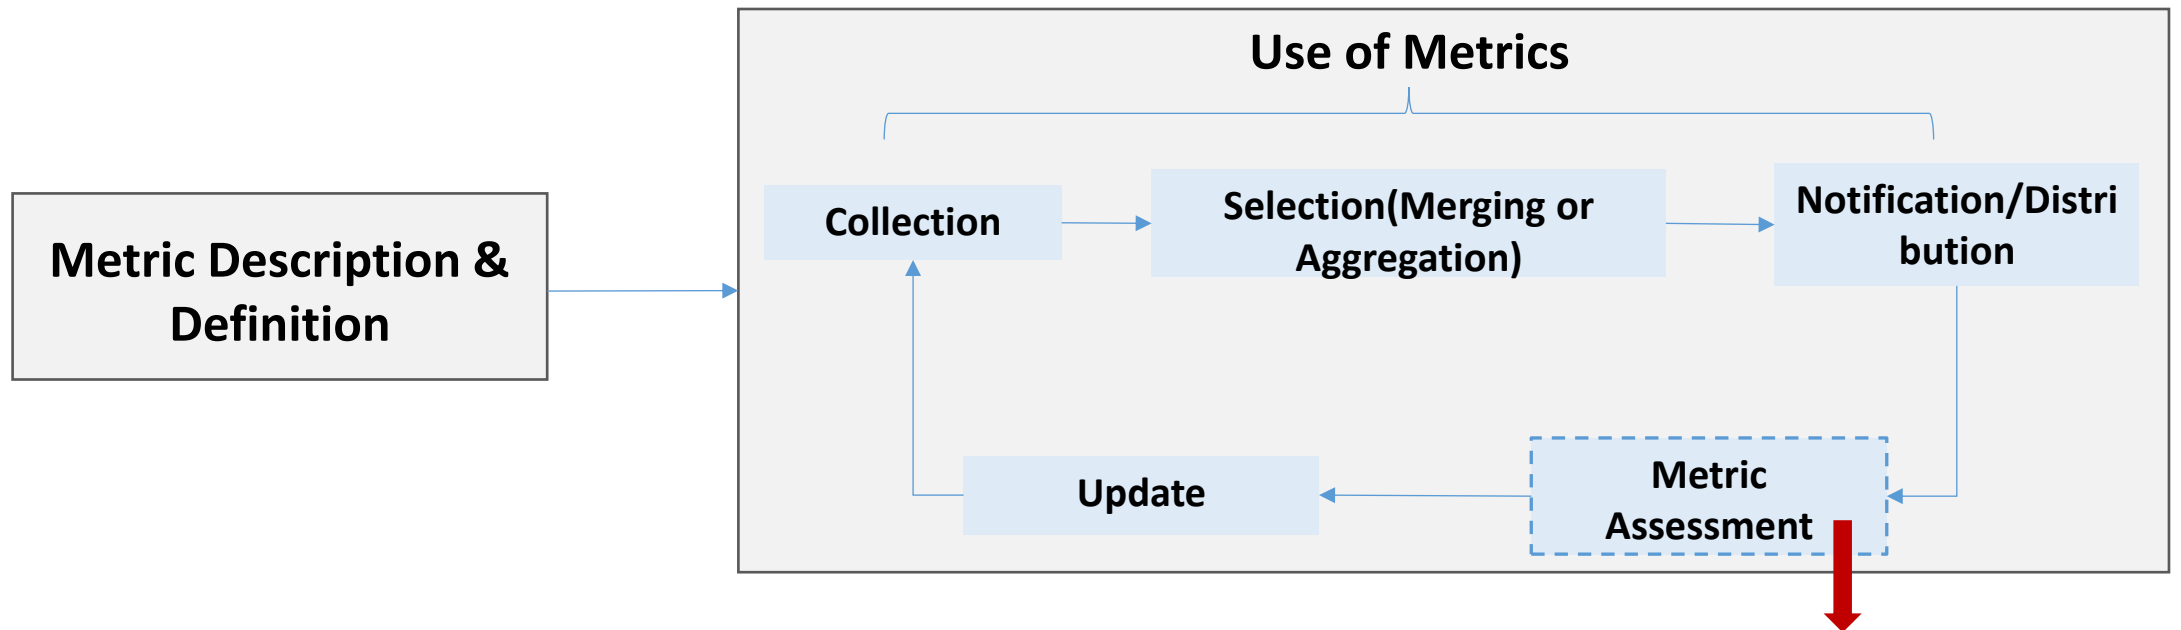 Use of Metrics
Metric Description &
Definition
Collection
Selection(Merging or
Aggregation)
Notification/Distri
bution
Update
Metric
Assessment